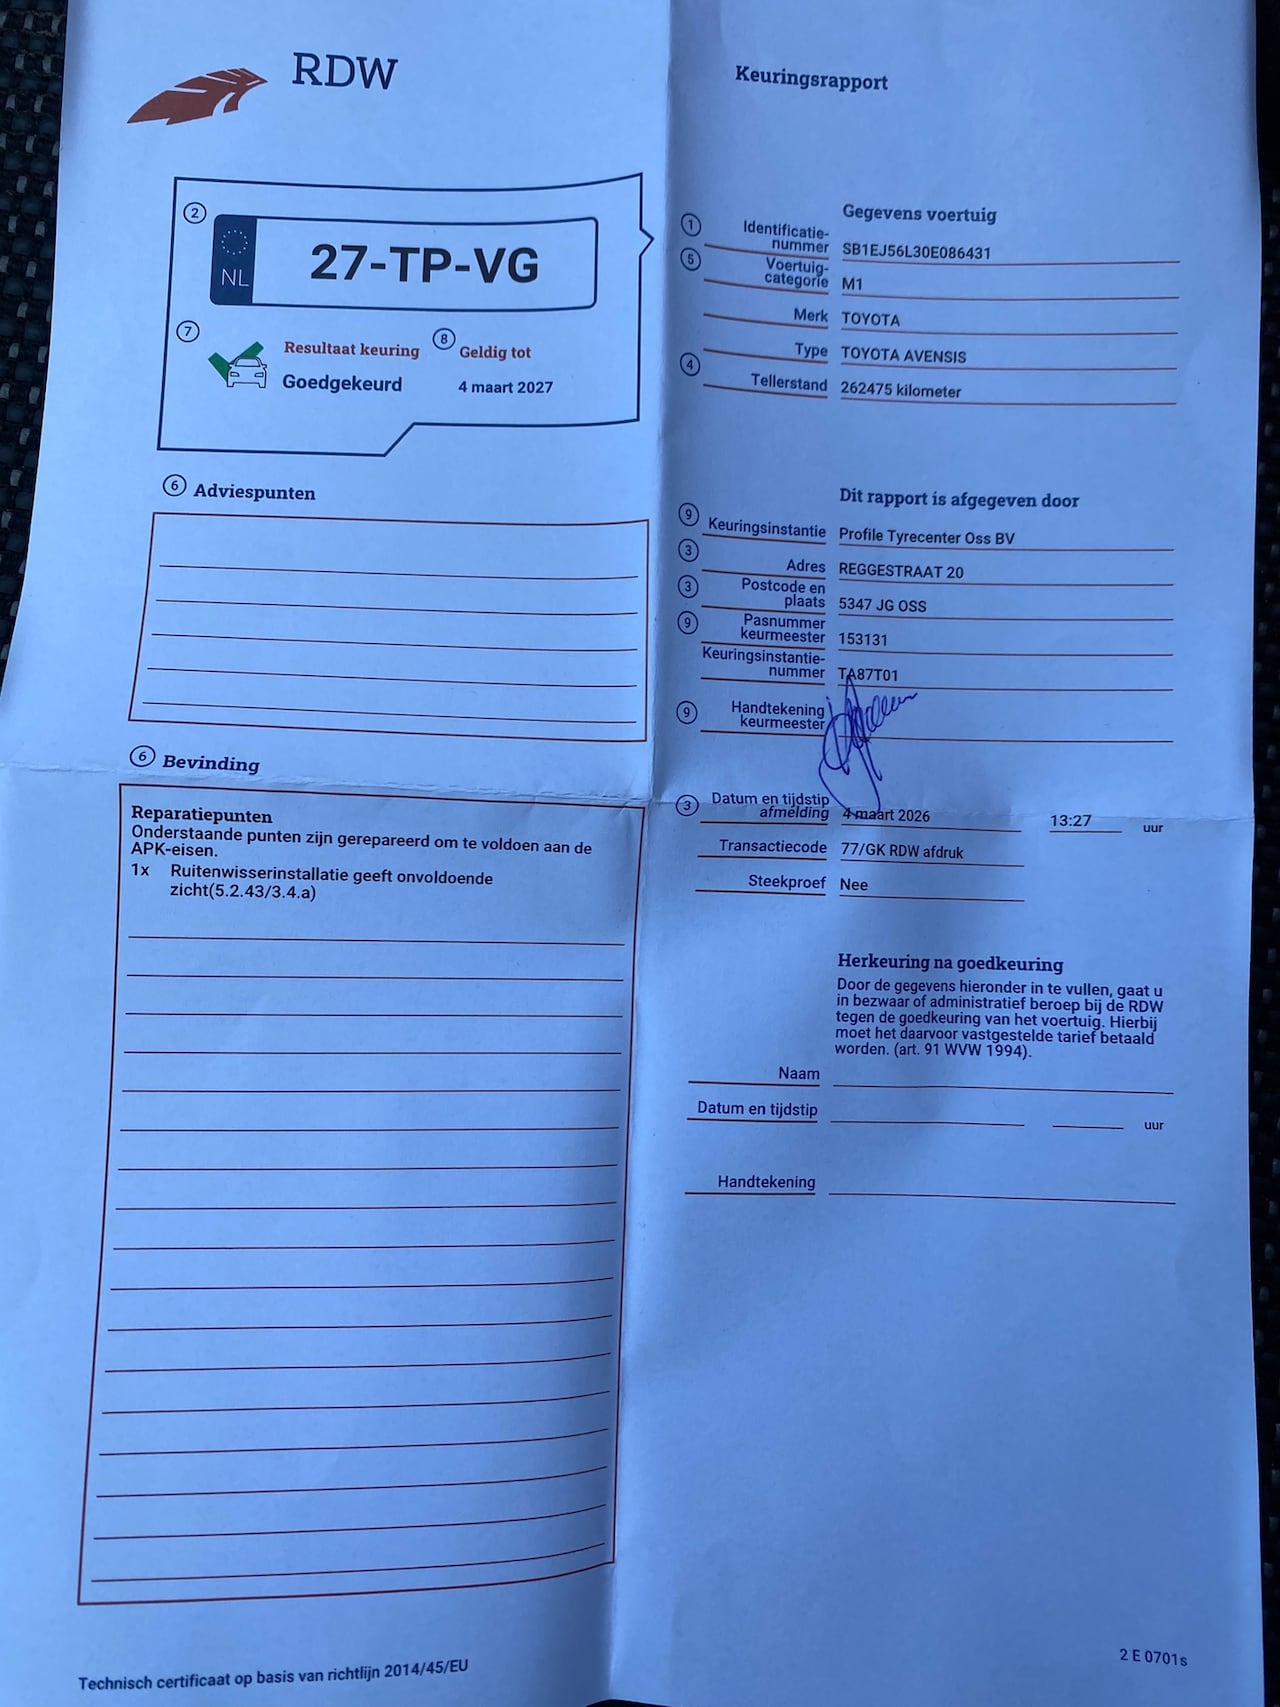 RDW
Keuringsrapport
2
NL
27-TP-VG
7
Resultaat keuring
8
Geldig tot
Goedgekeurd
4 maart 2027
6 Adviespunten
6 Bevinding
Reparatiepunten
Onderstaande punten zijn gerepareerd om te voldoen aan de
APK-eisen.
1x Ruitenwisserinstallatie geeft onvoldoende
zicht(5.2.43/3.4.a)
Technisch certificaat op basis van richtlijn 2014/45/EU
Gegevens voertuig
1 Identificatie-
nummer SB1EJ56L30E086431
5 Voertuig-
categorie M1
Merk TOYOTA
Type TOYOTA AVENSIS
4 Tellerstand 262475 kilometer
Dit rapport is afgegeven door
9 Keuringsinstantie Profile Tyrecenter Oss BV
3 Adres REGGESTRAAT 20
3 Postcode en
plaats 5347 JG OSS
9 Pasnummer
keurmeester 153131
Keuringsinstantie-
nummer TA87T01
9 Handtekening
keurmeester
3 Datum en tijdstip
afmelding 4 maart 2026 13:27 uur
Transactiecode 77/GK RDW afdruk
Steekproef Nee
Herkeuring na goedkeuring
Door de gegevens hieronder in te vullen, gaat u
in bezwaar of administratief beroep bij de RDW
tegen de goedkeuring van het voertuig. Hierbij
moet het daarvoor vastgestelde tarief betaald
worden. (art. 91 WVW 1994).
Naam
Datum en tijdstip uur
Handtekening
2 E 0701s